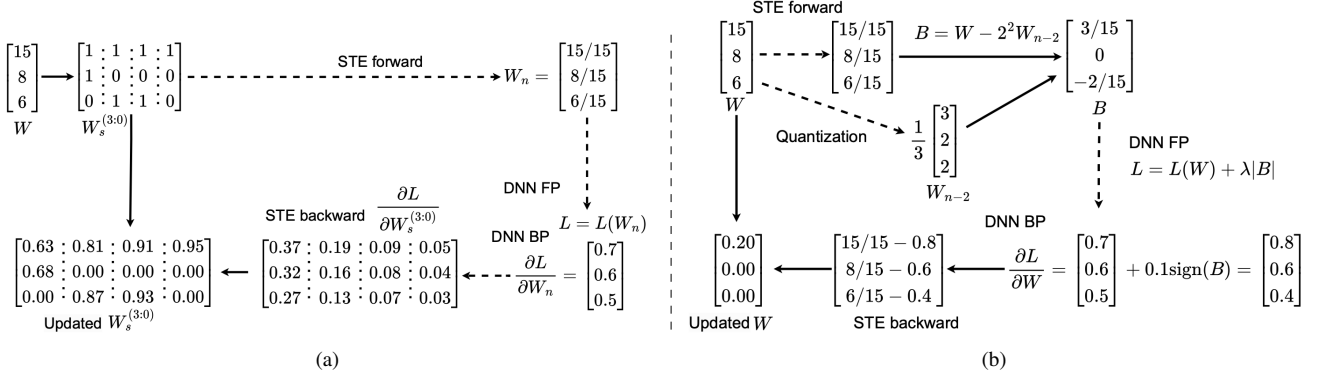 STE forward
[15 8 6] W
[1 : 1 : 1 : 1
1 : 0 : 0 : 0
0 : 1 : 1 : 0] W_s^(3:0)
STE forward
W_n = [15/15 8/15 6/15]
DNN FP
L = L(W_n)
DNN BP
∂L/∂W_n = [0.7 0.6 0.5]
STE backward ∂L/∂W_s^(3:0)
[0.37 : 0.19 : 0.09 : 0.05
0.32 : 0.16 : 0.08 : 0.04
0.27 : 0.13 : 0.07 : 0.03]
[0.63 : 0.81 : 0.91 : 0.95
0.68 : 0.00 : 0.00 : 0.00
0.00 : 0.87 : 0.93 : 0.00]
Updated W_s^(3:0)
(a)
[15 8 6] W
[15/15 8/15 6/15]
B = W − 2²W_{n−2}
[3/15 0 −2/15] B
Quantization
1/3 [3 2 2] W_{n−2}
DNN FP
L = L(W) + λ|B|
DNN BP
∂L/∂W = [0.7 0.6 0.5] + 0.1sign(B) = [0.8 0.6 0.4]
[15/15 − 0.8
8/15 − 0.6
6/15 − 0.4]
STE backward
[0.20 0.00 0.00]
Updated W
(b)